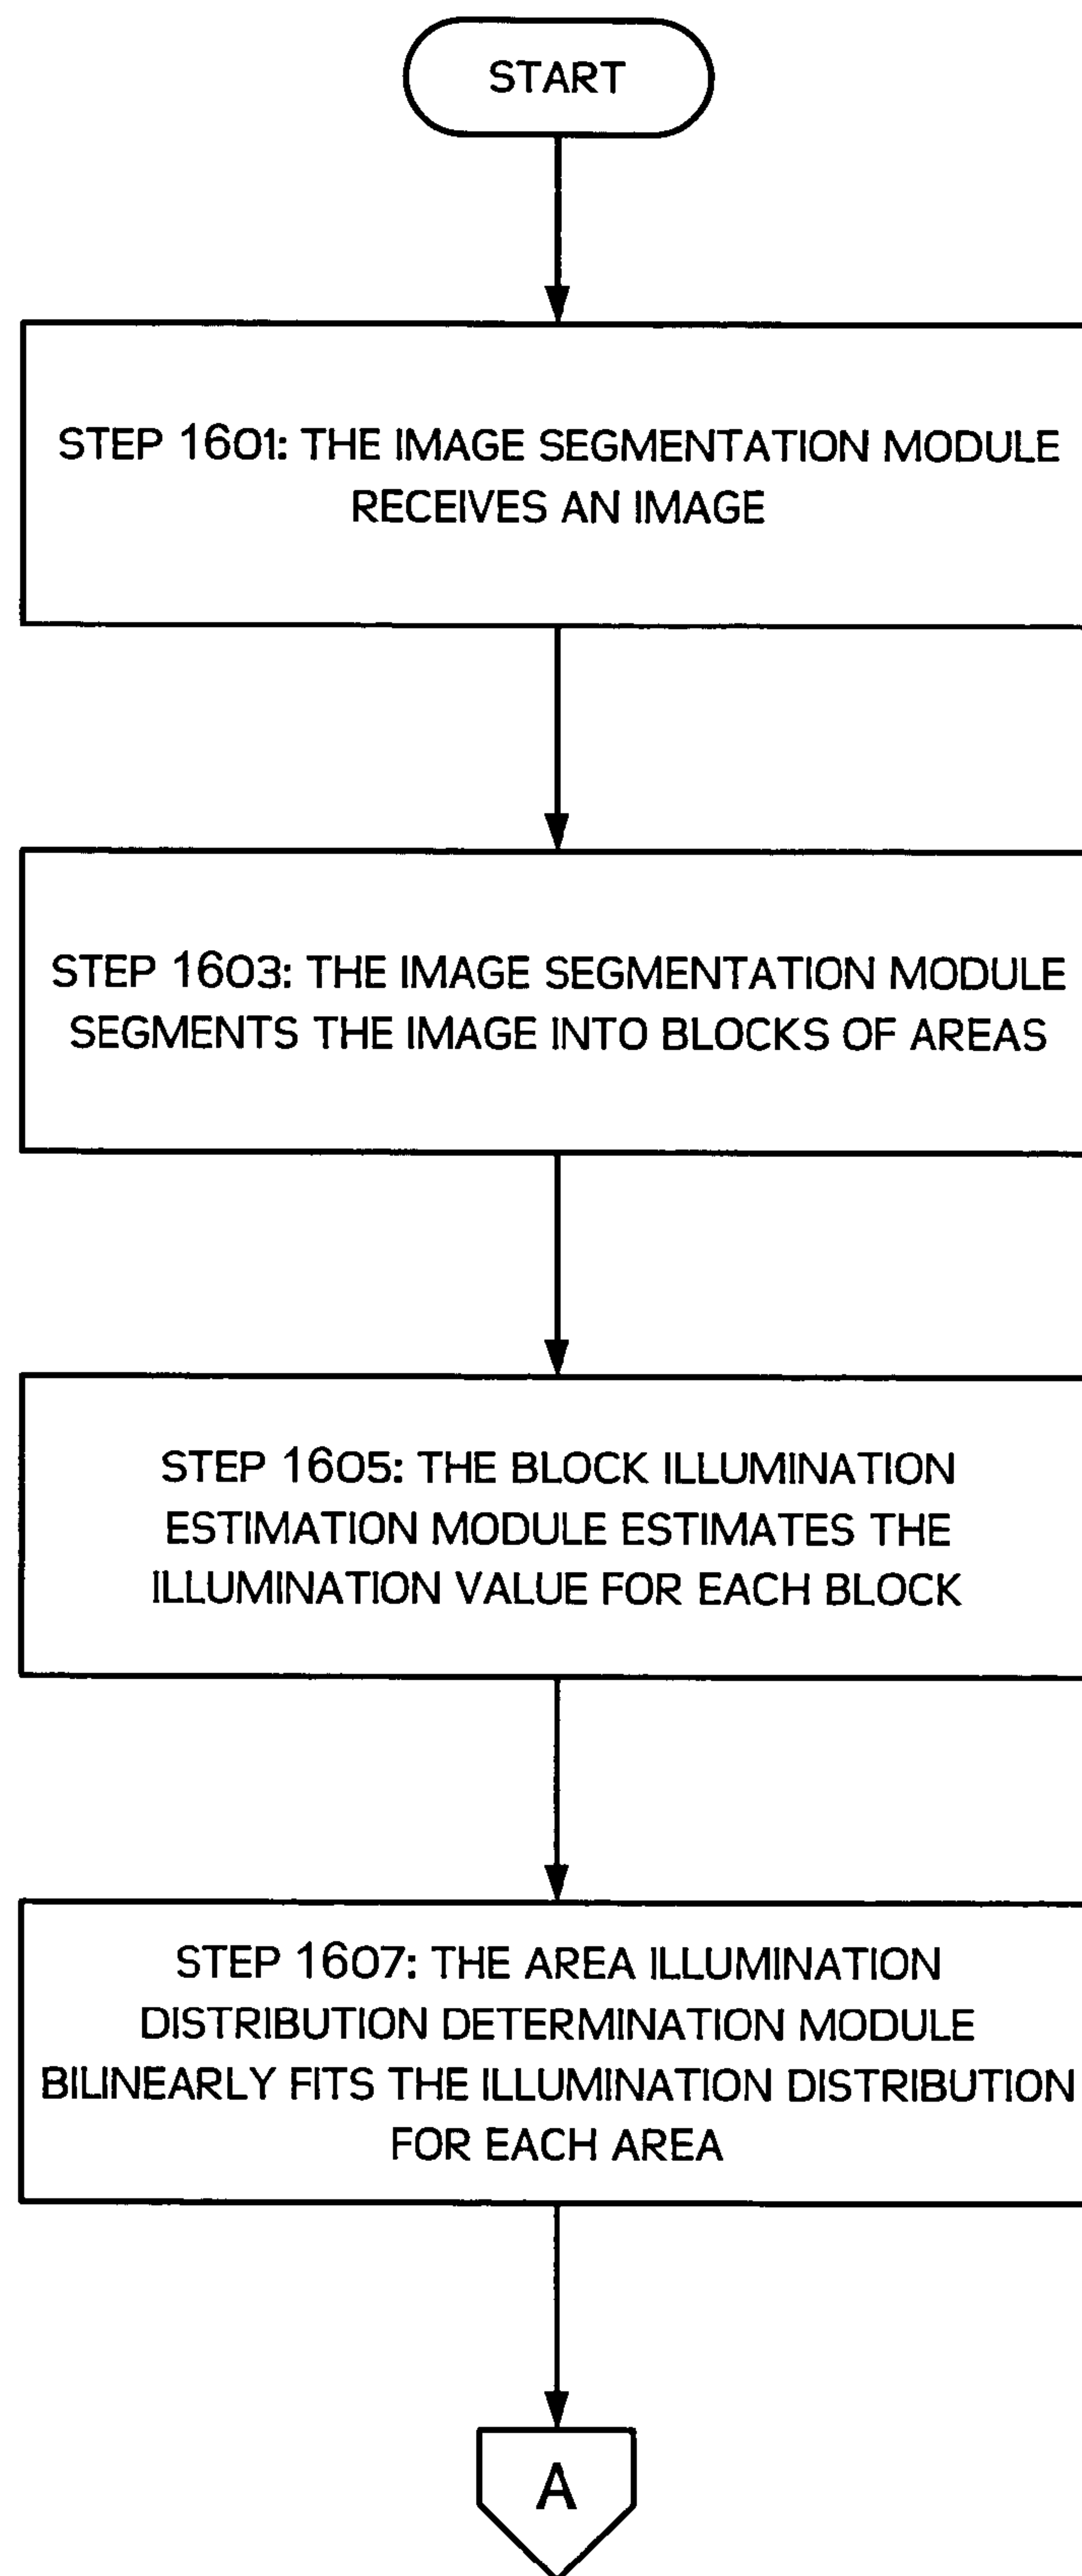 START
STEP 1601: THE IMAGE SEGMENTATION MODULE
RECEIVES AN IMAGE
STEP 1603: THE IMAGE SEGMENTATION MODULE
SEGMENTS THE IMAGE INTO BLOCKS OF AREAS
STEP 1605: THE BLOCK ILLUMINATION
ESTIMATION MODULE ESTIMATES THE
ILLUMINATION VALUE FOR EACH BLOCK
STEP 1607: THE AREA ILLUMINATION
DISTRIBUTION DETERMINATION MODULE
BILINEARLY FITS THE ILLUMINATION DISTRIBUTION
FOR EACH AREA
A